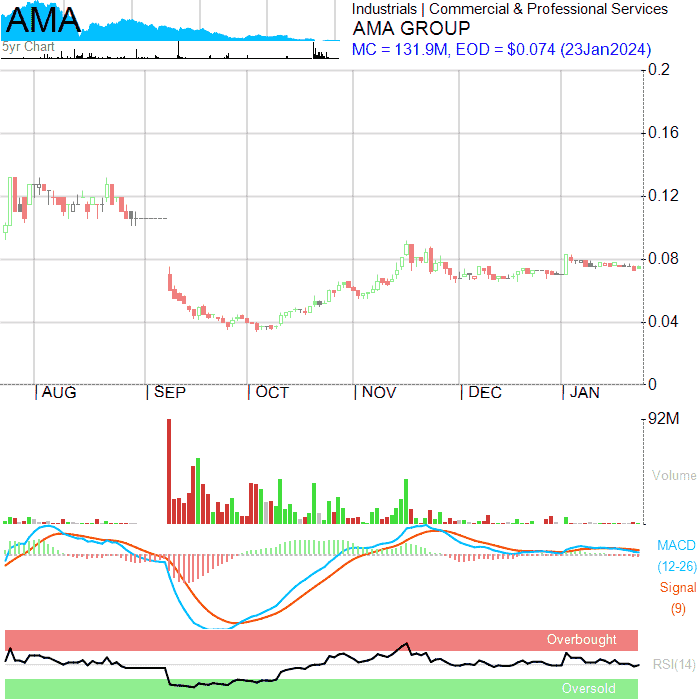 AMA
5yr Chart
Industrials | Commercial & Professional Services
AMA GROUP
MC = 131.9M, EOD = $0.074 (23Jan2024)
0.2
0.16
0.12
0.08
0.04
0
AUG SEP OCT NOV DEC JAN
92M
Volume
MACD
(12-26)
Signal
(9)
Overbought
RSI(14)
Oversold